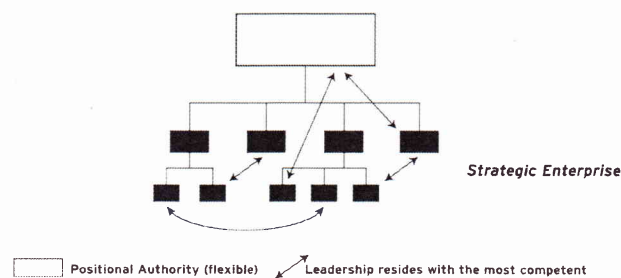 Strategic Enterprise
Positional Authority (flexible)
Leadership resides with the most competent